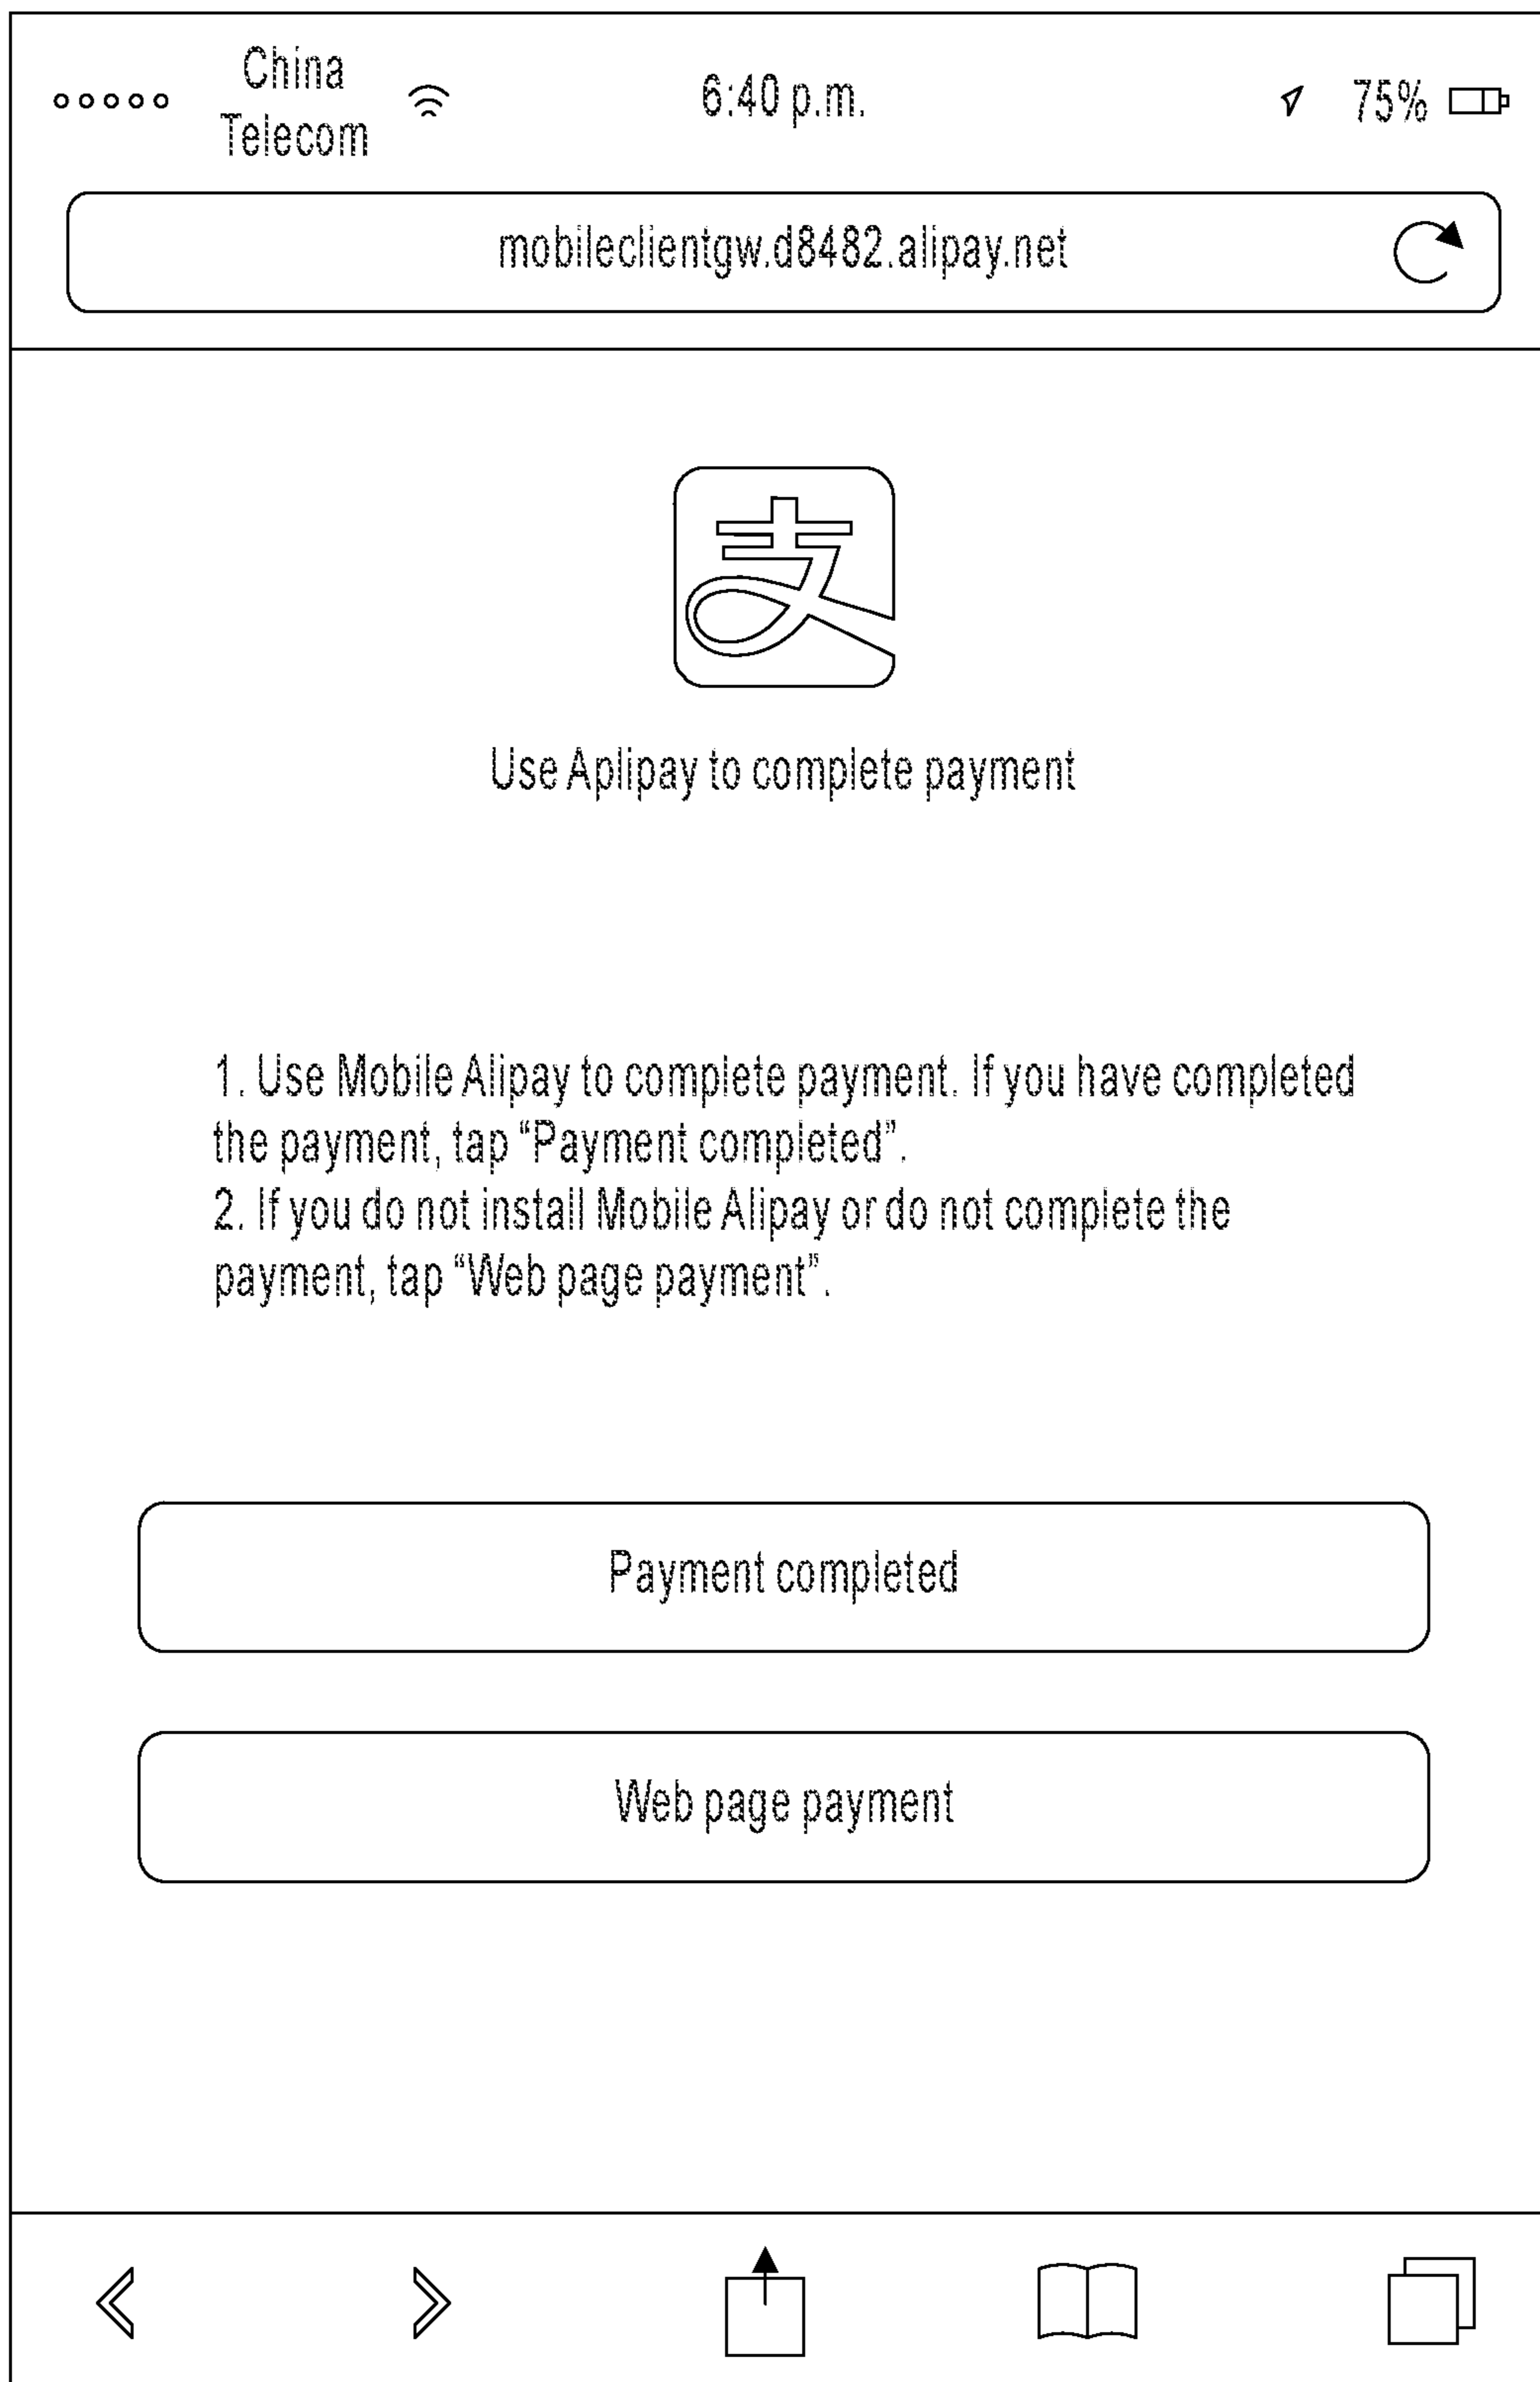 China
Telecom
6:40 p.m.
75%
mobileclientgw.d8482.alipay.net
支
Use Aplipay to complete payment
1. Use Mobile Alipay to complete payment. If you have completed
the payment, tap “Payment completed”.
2. If you do not install Mobile Alipay or do not complete the
payment, tap “Web page payment”.
Payment completed
Web page payment